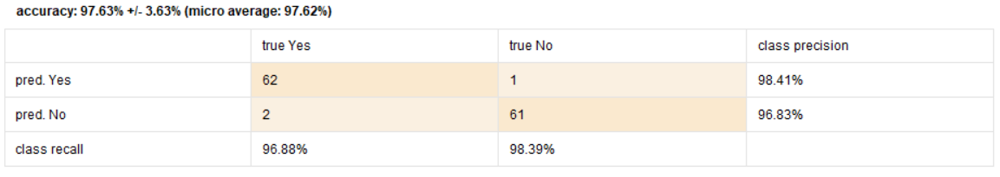 accuracy: 97.63% +/- 3.63% (micro average: 97.62%)
true Yes true No class precision
pred. Yes 62 1 98.41%
pred. No 2 61 96.83%
class recall 96.88% 98.39%